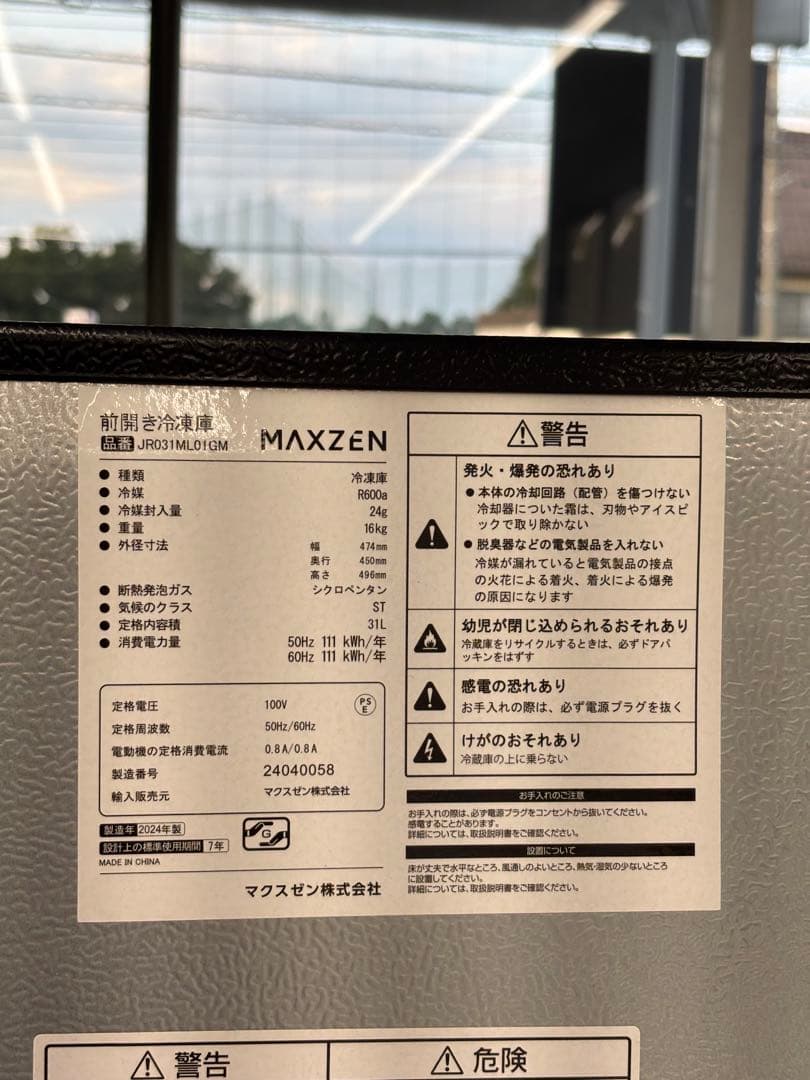 前開き冷凍庫
品番 JR031ML01GM
MAXZEN
● 種類 冷凍庫
● 冷媒 R600a
● 冷媒封入量 24g
● 重量 16kg
● 外径寸法 幅 474mm
奥行 450mm
高さ 496mm
● 断熱発泡ガス シクロペンタン
● 気候のクラス ST
● 定格内容積 31L
● 消費電力量 50Hz 111 kWh/年
60Hz 111 kWh/年
定格電圧 100V
PS
E
定格周波数 50Hz/60Hz
電動機の定格消費電流 0.8A/0.8A
製造番号 24040058
輸入販売元 マクスゼン株式会社
製造年 2024年製
設計上の標準使用期間 7年
G
MADE IN CHINA
マクスゼン株式会社
警告
発火・爆発の恐れあり
● 本体の冷却回路（配管）を傷つけない
冷却器についた霜は、刃物やアイスピ
ックで取り除かない
● 脱臭器などの電気製品を入れない
冷媒が漏れていると電気製品の接点
の火花による着火、着火による爆発
の原因になります
幼児が閉じ込められるおそれあり
冷蔵庫をリサイクルするときは、必ずドアパ
ッキンをはずす
感電の恐れあり
お手入れの際は、必ず電源プラグを抜く
けがのおそれあり
冷蔵庫の上に乗らない
お手入れのご注意
お手入れの際は、必ず電源プラグをコンセントから抜いてください。
感電することがあります。
詳細については、取扱説明書をご確認ください。
設置について
床が丈夫で水平なところ、風通しのよいところ、熱気・湿気の少ないところ
に設置してください。
詳細については、取扱説明書をご確認ください。
警告
危険